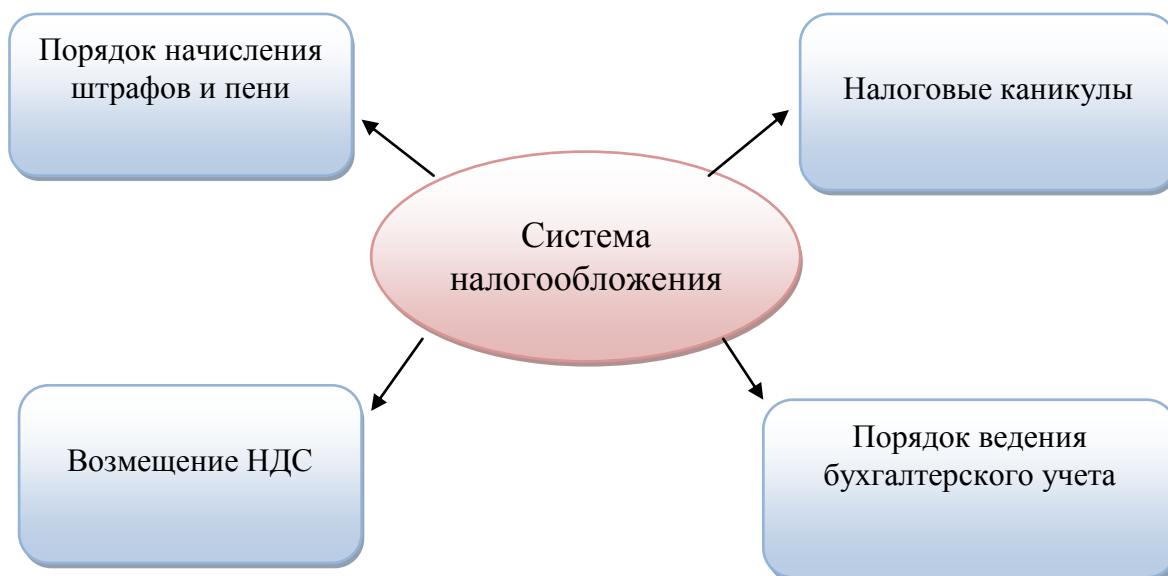 Порядок начисления
штрафов и пени
Налоговые каникулы
Система
налогообложения
Возмещение НДС
Порядок ведения
бухгалтерского учета